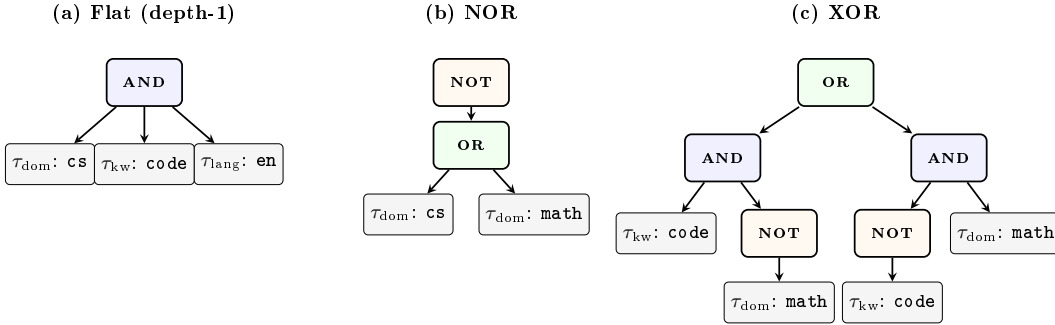 (a) Flat (depth-1)
AND
τdom: cs
τkw: code
τlang: en
(b) NOR
NOT
OR
τdom: cs
τdom: math
(c) XOR
OR
AND
AND
τkw: code
NOT
NOT
τdom: math
τdom: math
τkw: code